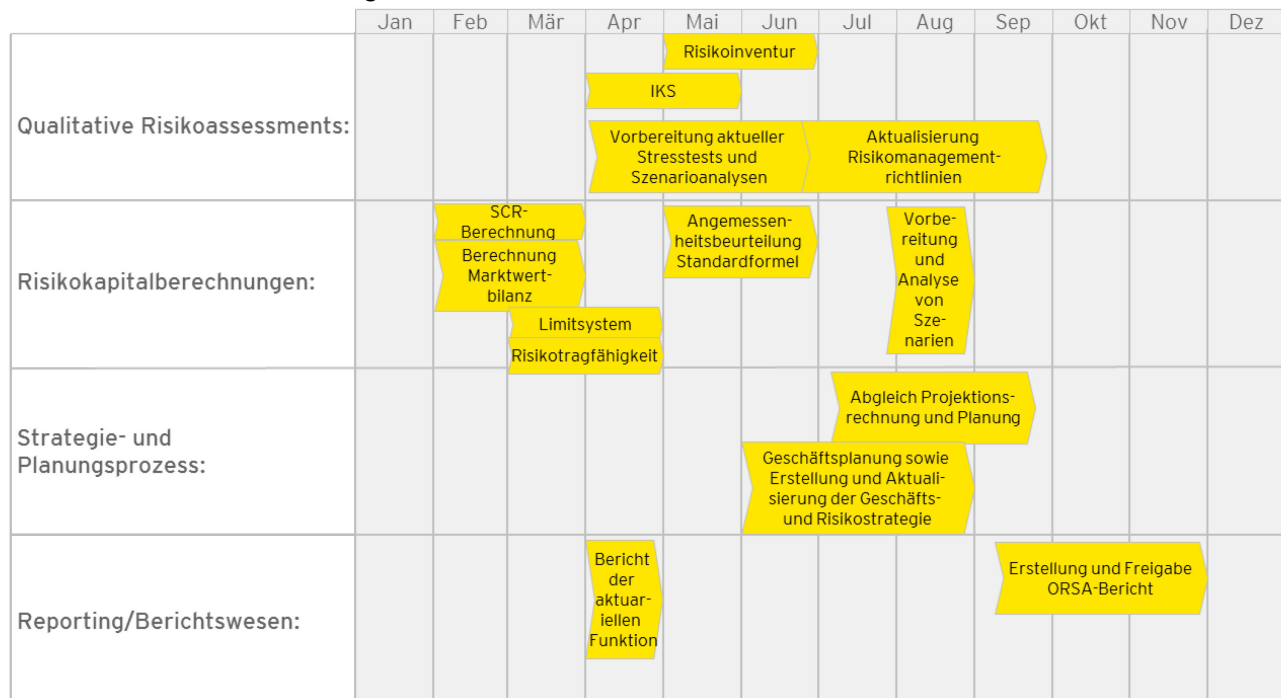 Jan Feb Mär Apr Mai Jun Jul Aug Sep Okt Nov Dez
Qualitative Risikoassessments:
Risikoinventur
IKS
Vorbereitung aktueller
Stresstests und
Szenarioanalysen
Aktualisierung
Risikomanagement-
richtlinien
Risikokapitalberechnungen:
SCR-
Berechnung
Berechnung
Marktwert-
bilanz
Limitsystem
Risikotragfähigkeit
Angemessen-
heitsbeurteilung
Standardformel
Vorbe-
reitung
und
Analyse
von
Sze-
narien
Strategie- und
Planungsprozess:
Abgleich Projektions-
rechnung und Planung
Geschäftsplanung sowie
Erstellung und Aktuali-
sierung der Geschäfts-
und Risikostrategie
Reporting/Berichtswesen:
Bericht
der
aktuar-
iellen
Funktion
Erstellung und Freigabe
ORSA-Bericht